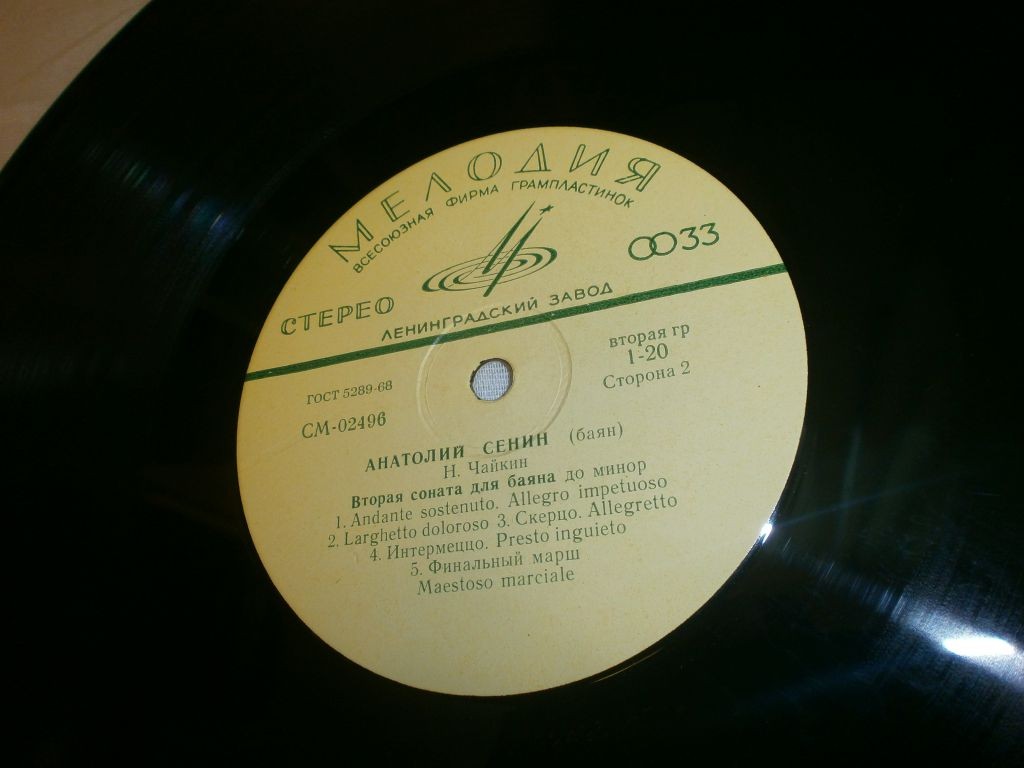 МЕЛОДИЯ
ВСЕСОЮЗНАЯ ФИРМА ГРАМПЛАСТИНОК
СТЕРЕО
33
ЛЕНИНГРАДСКИЙ ЗАВОД
ГОСТ 5289-68
СМ-02496
вторая гр
1-20
Сторона 2
АНАТОЛИЙ СЕНИН (баян)
Н. Чайкин
Вторая соната для баяна до минор
1. Andante sostenuto. Allegro impetuoso
2. Larghetto doloroso 3. Скерцо. Allegretto
4. Интермеццо. Presto inguieto
5. Финальный марш
Maestoso marciale